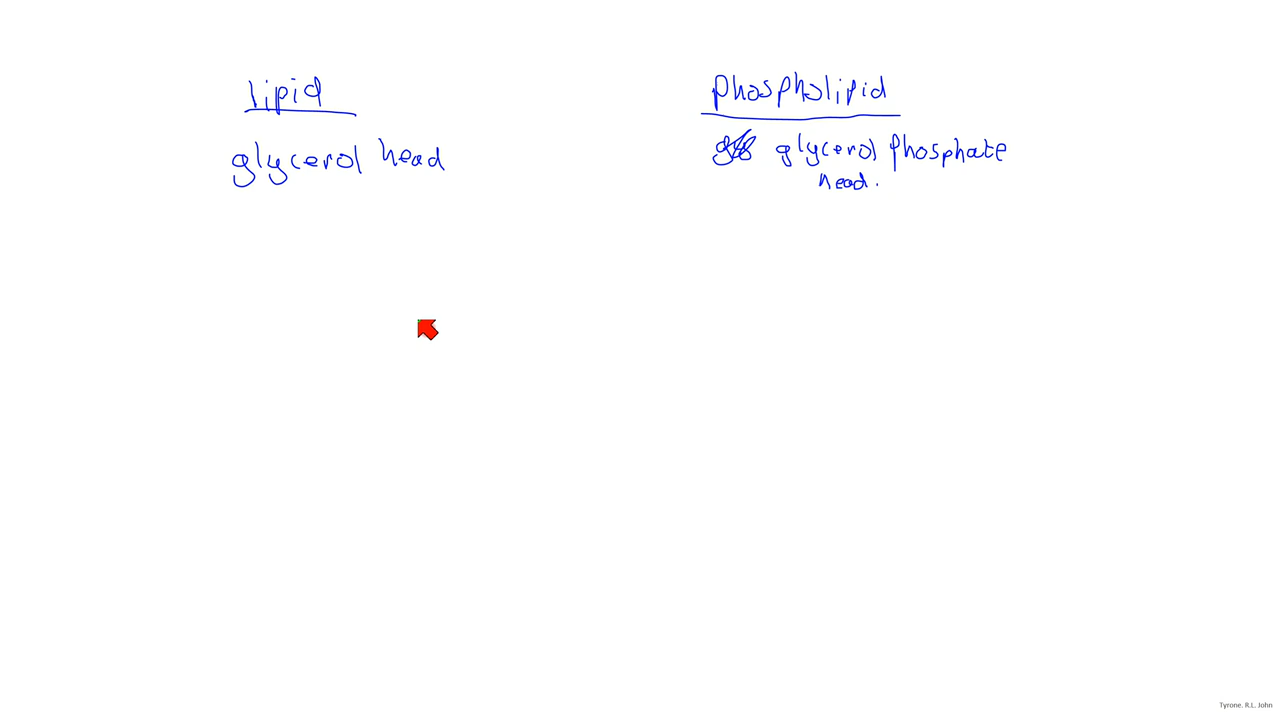 lipid
glycerol head
Phospholipid
glycerol phosphate
head.
Tyrone. R.L. John